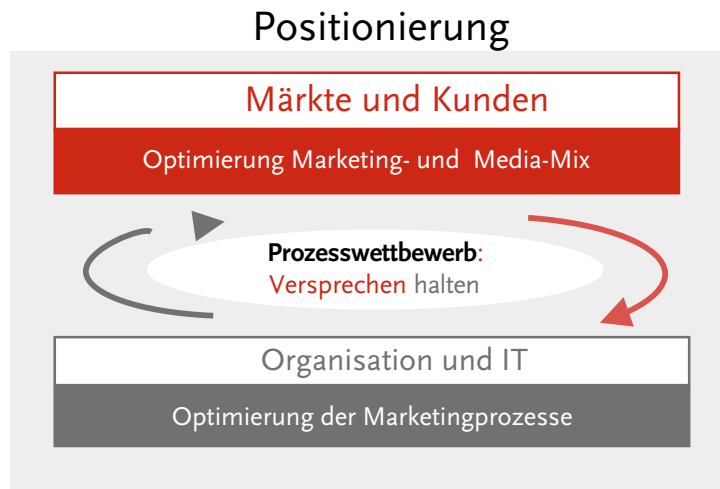 Positionierung
Märkte und Kunden
Optimierung Marketing- und Media-Mix
Prozesswettbewerb:
Versprechen halten
Organisation und IT
Optimierung der Marketingprozesse